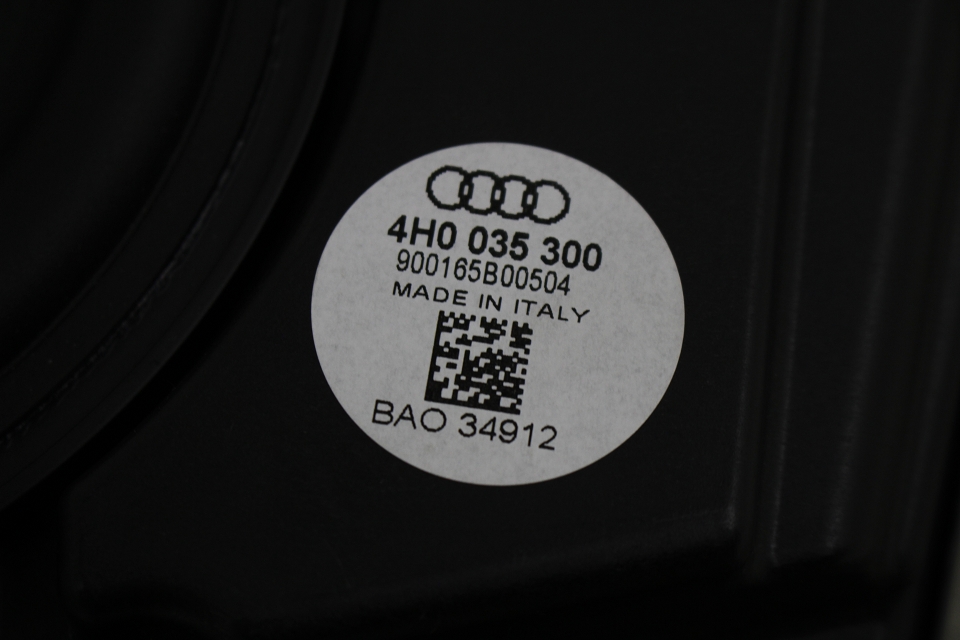 4H0 035 300
900165B00504
MADE IN ITALY
BAO 34912